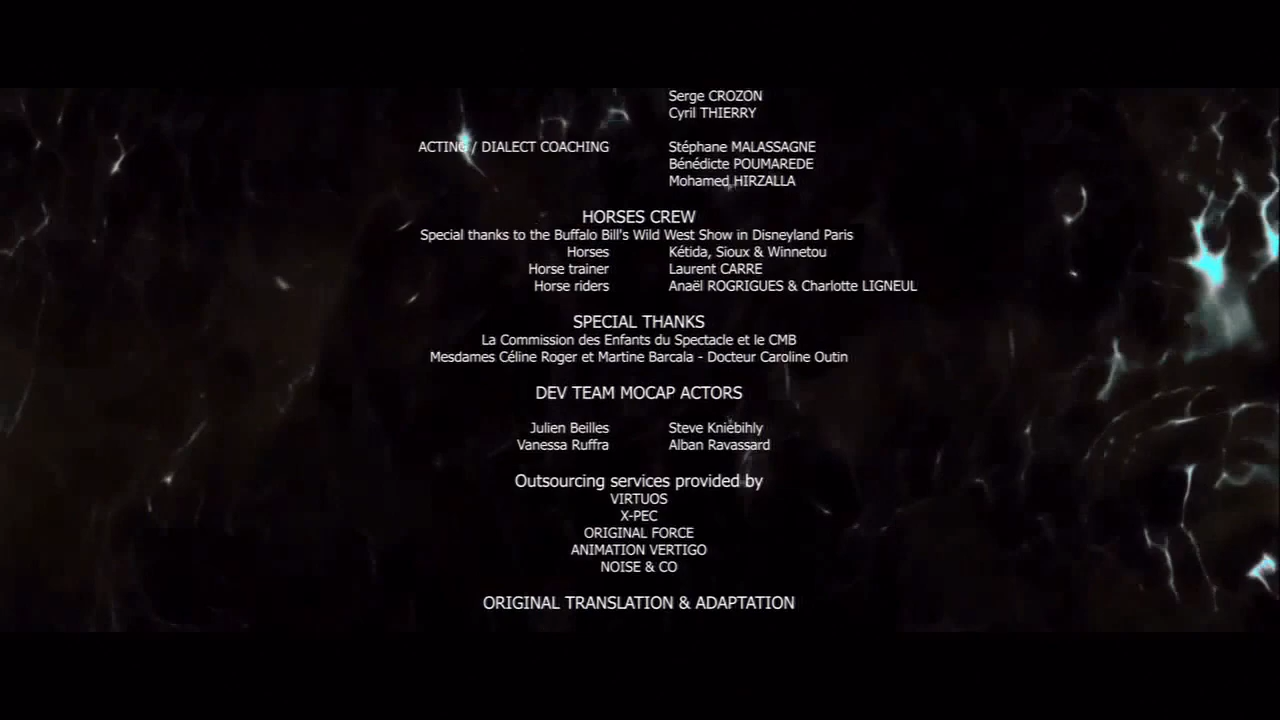 Serge CROZON
Cyril THIERRY
ACTING / DIALECT COACHING Stéphane MALASSAGNE
Bénédicte POUMAREDE
Mohamed HIRZALLA
HORSES CREW
Special thanks to the Buffalo Bill's Wild West Show in Disneyland Paris
Horses Kétida, Sioux & Winnetou
Horse trainer Laurent CARRE
Horse riders Anaël ROGRIGUES & Charlotte LIGNEUL
SPECIAL THANKS
La Commission des Enfants du Spectacle et le CMB
Mesdames Céline Roger et Martine Barcala - Docteur Caroline Outin
DEV TEAM MOCAP ACTORS
Julien Beilles Steve Kniebihly
Vanessa Ruffra Alban Ravassard
Outsourcing services provided by
VIRTUOS
X-PEC
ORIGINAL FORCE
ANIMATION VERTIGO
NOISE & CO
ORIGINAL TRANSLATION & ADAPTATION